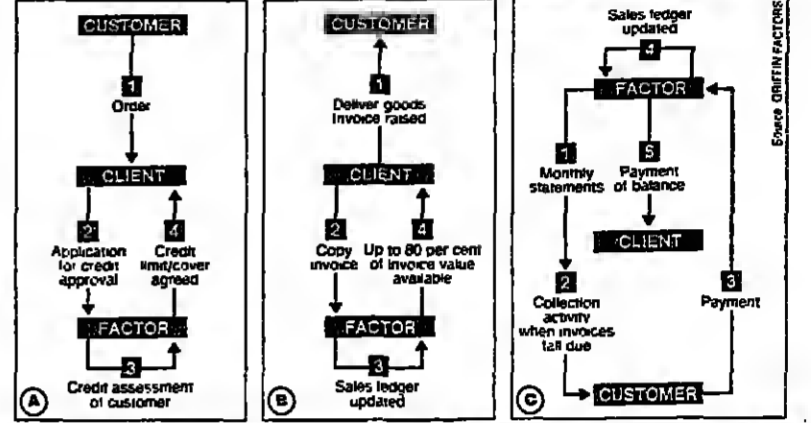 CUSTOMER
1
Order
CLIENT
2
Application
for credit
approval
4
Credit
limit/cover
agreed
FACTOR
3
Credit assessment
of customer
A
CUSTOMER
1
Deliver goods
Invoice raised
CLIENT
2
Copy
invoice
4
Up to 80 per cent
of invoice value
available
FACTOR
3
Sales ledger
updated
B
Sales ledger
updated
4
FACTOR
1
Monthly
statements
5
Payment
of balance
CLIENT
2
Collection
activity
when invoices
fall due
3
Payment
CUSTOMER
C
Source GRIFFIN FACTORS